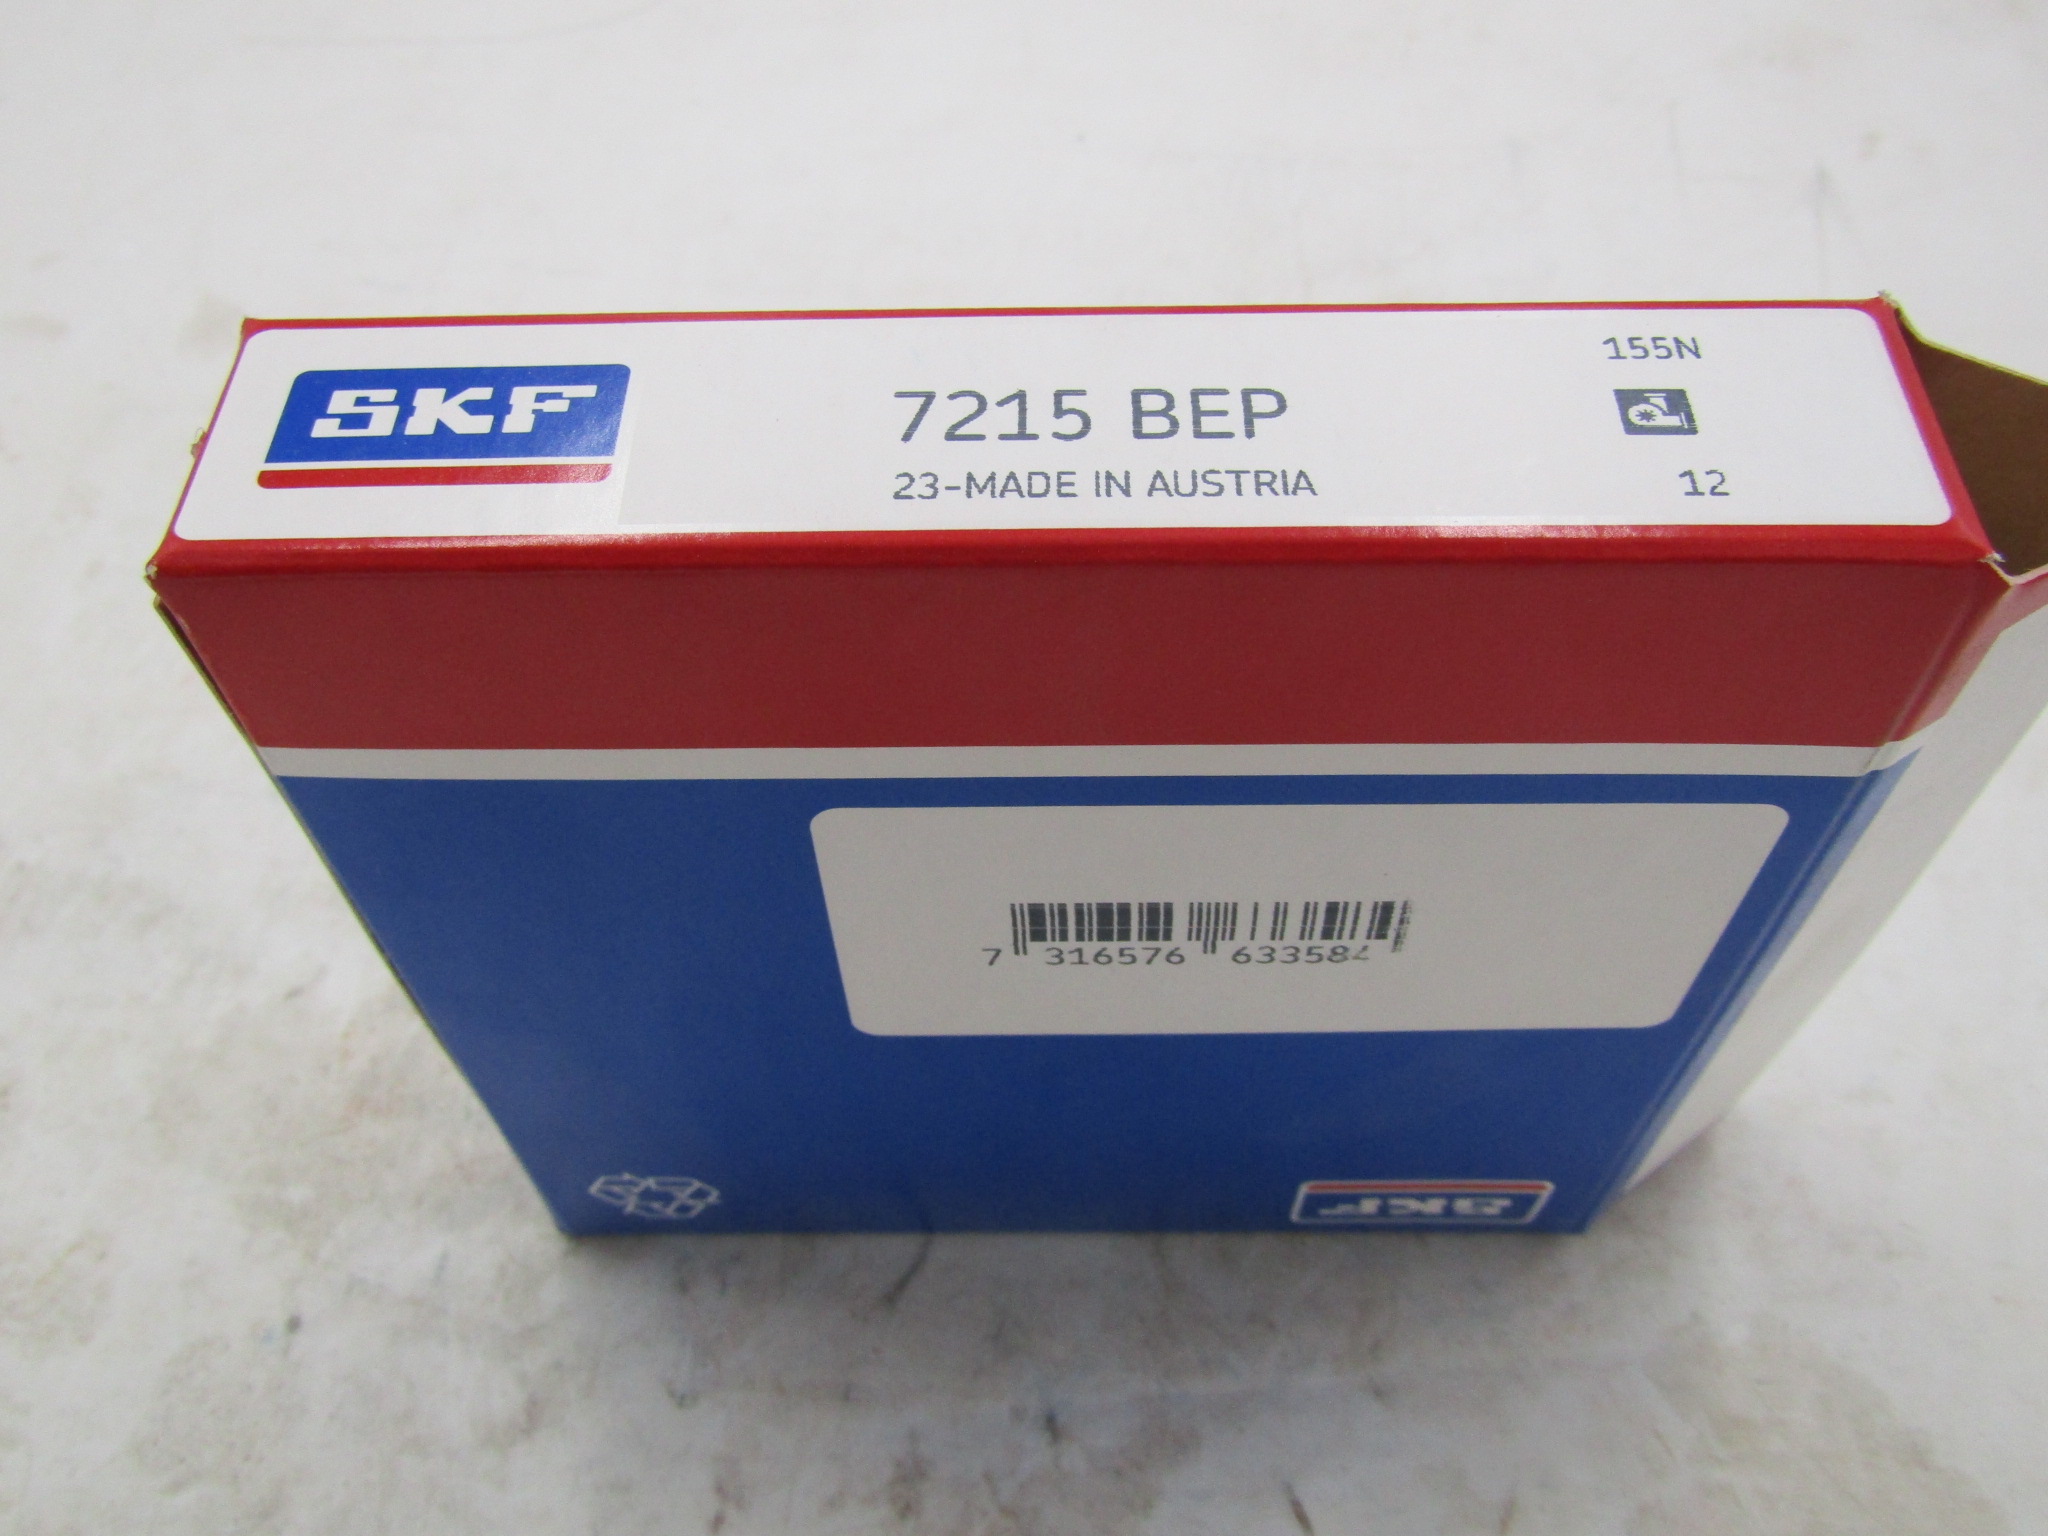 SKF
7215 BEP
23-MADE IN AUSTRIA
155N
12
7 316576 633584
SKF